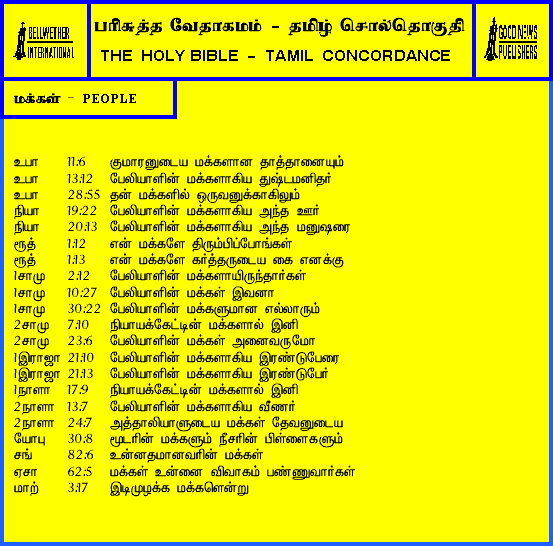 BELLWETHER
INTERNATIONAL
பரிசுத்த வேதாகமம் - தமிழ் சொல்தொகுதி
THE HOLY BIBLE - TAMIL CONCORDANCE
GOOD NEWS
PUBLISHERS
மக்கள் - PEOPLE
உபா 11:6 குமாரனுடைய மக்களான தாத்தானையும்
உபா 13:12 பேலியாளின் மக்களாகிய துஷ்டமனிதர்
உபா 28:55 தன் மக்களில் ஒருவனுக்காகிலும்
நியா 19:22 பேலியாளின் மக்களாகிய அந்த ஊர்
நியா 20:13 பேலியாளின் மக்களாகிய அந்த மனுஷரை
ரூத் 1:12 என் மக்களே திரும்பிப்போங்கள்
ரூத் 1:13 என் மக்களே கர்த்தருடைய கை எனக்கு
1சாமு 2:12 பேலியாளின் மக்களாயிருந்தார்கள்
1சாமு 10:27 பேலியாளின் மக்கள் இவனா
1சாமு 30:22 பேலியாளின் மக்களுமான எல்லாரும்
2சாமு 7:10 நியாயக்கேட்டின் மக்களால் இனி
2சாமு 23:6 பேலியாளின் மக்கள் அனைவருமோ
1இராஜா 21:10 பேலியாளின் மக்களாகிய இரண்டுபேரை
1இராஜா 21:13 பேலியாளின் மக்களாகிய இரண்டுபேர்
1நாளா 17:9 நியாயக்கேட்டின் மக்களால் இனி
2நாளா 13:7 பேலியாளின் மக்களாகிய வீணர்
2நாளா 24:7 அத்தாலியாளுடைய மக்கள் தேவனுடைய
யோபு 30:8 மூடரின் மக்களும் நீசரின் பிள்ளைகளும்
சங் 82:6 உன்னதமானவரின் மக்கள்
ஏசா 62:5 மக்கள் உன்னை விவாகம் பண்ணுவார்கள்
மாற் 3:17 இடிமுழக்க மக்களென்று